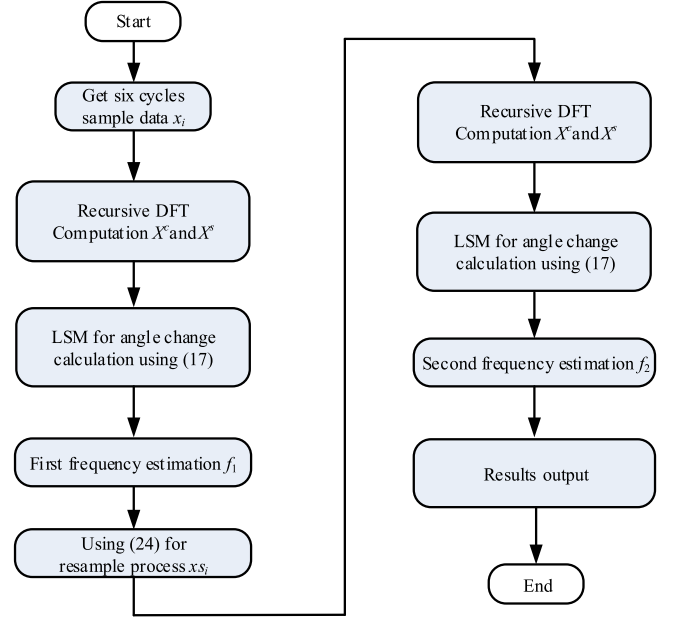 Start
Get six cycles
sample data xᵢ
Recursive DFT
Computation Xᶜ and Xˢ
LSM for angle change
calculation using (17)
First frequency estimation f₁
Using (24) for
resample process xsᵢ
Recursive DFT
Computation Xᶜ and Xˢ
LSM for angle change
calculation using (17)
Second frequency estimation f₂
Results output
End